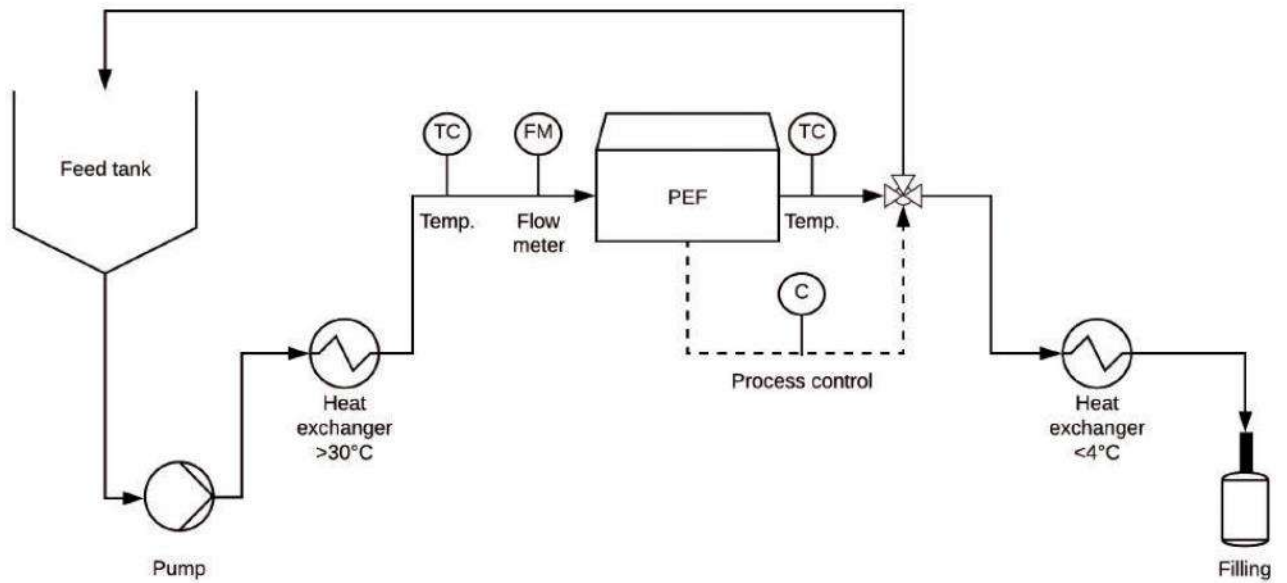 TC
FM
TC
Feed tank
PEF
Temp.
Flow
meter
Temp.
C
Process control
Heat
exchanger
>30°C
Heat
exchanger
<4°C
Pump
Filling